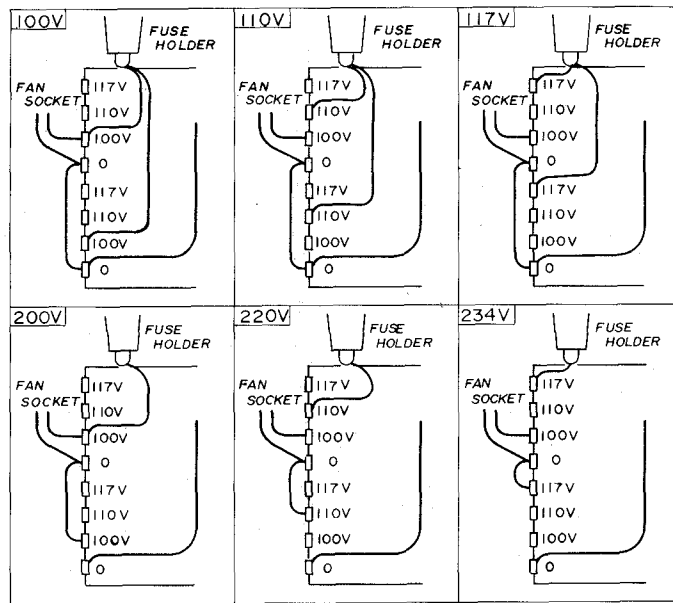 100V
FUSE
HOLDER
FAN
SOCKET
117V
110V
100V
0
117V
110V
100V
0
110V
FUSE
HOLDER
FAN
SOCKET
117V
110V
100V
0
117V
110V
100V
0
117V
FUSE
HOLDER
FAN
SOCKET
117V
110V
100V
0
117V
110V
100V
0
200V
FUSE
HOLDER
FAN
SOCKET
117V
110V
100V
0
117V
110V
100V
0
220V
FUSE
HOLDER
FAN
SOCKET
117V
110V
100V
0
117V
110V
100V
0
234V
FUSE
HOLDER
FAN
SOCKET
117V
110V
100V
0
117V
110V
100V
0